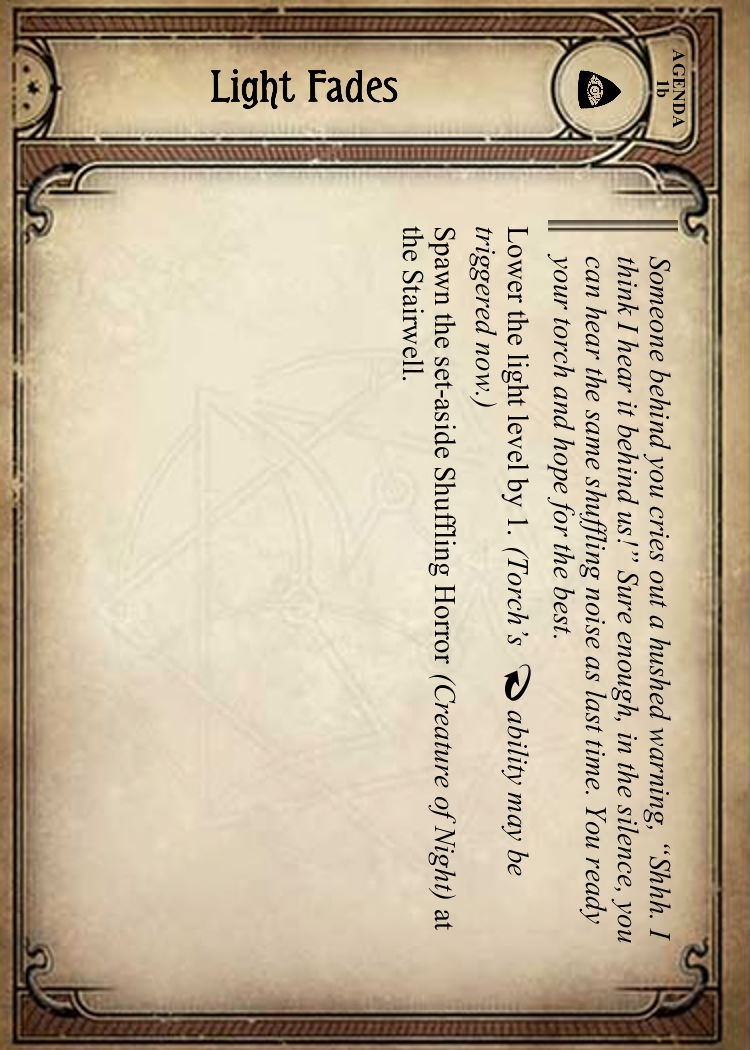 AGENDA
1b
Light Fades
Someone behind you cries out a hushed warning, “Shhh. I
think I hear it behind us!” Sure enough, in the silence, you
can hear the same shuffling noise as last time. You ready
your torch and hope for the best.
Lower the light level by 1. (Torch’s ability may be
triggered now.)
Spawn the set-aside Shuffling Horror (Creature of Night) at
the Stairwell.